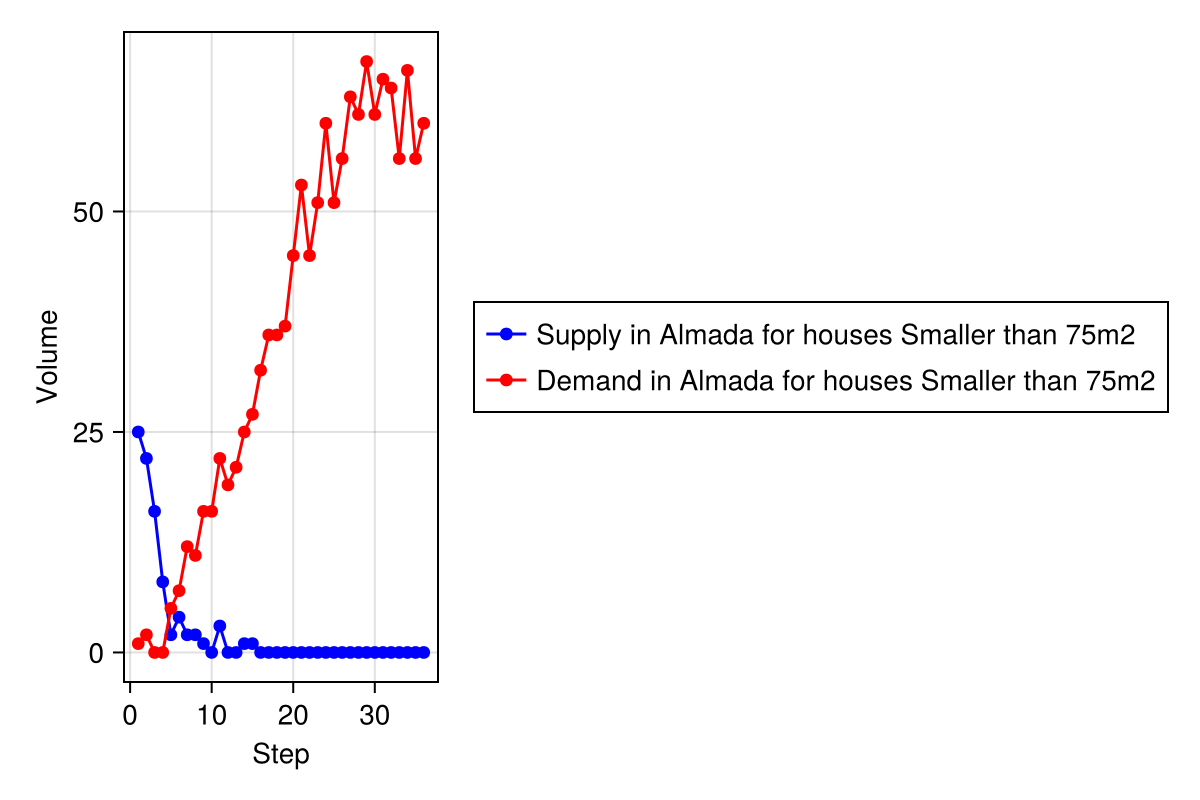 Volume
50
25
0
0 10 20 30
Step
Supply in Almada for houses Smaller than 75m2
Demand in Almada for houses Smaller than 75m2